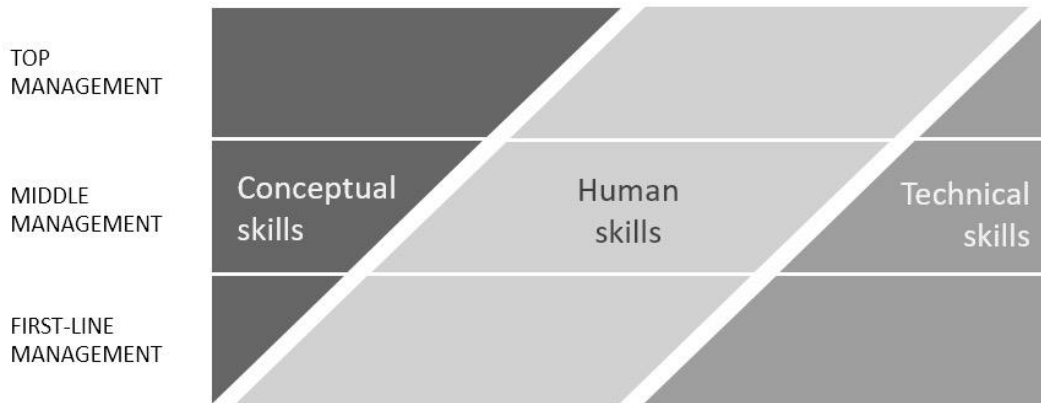 TOP
MANAGEMENT
MIDDLE
MANAGEMENT
Conceptual
skills
Human
skills
Technical
skills
FIRST-LINE
MANAGEMENT